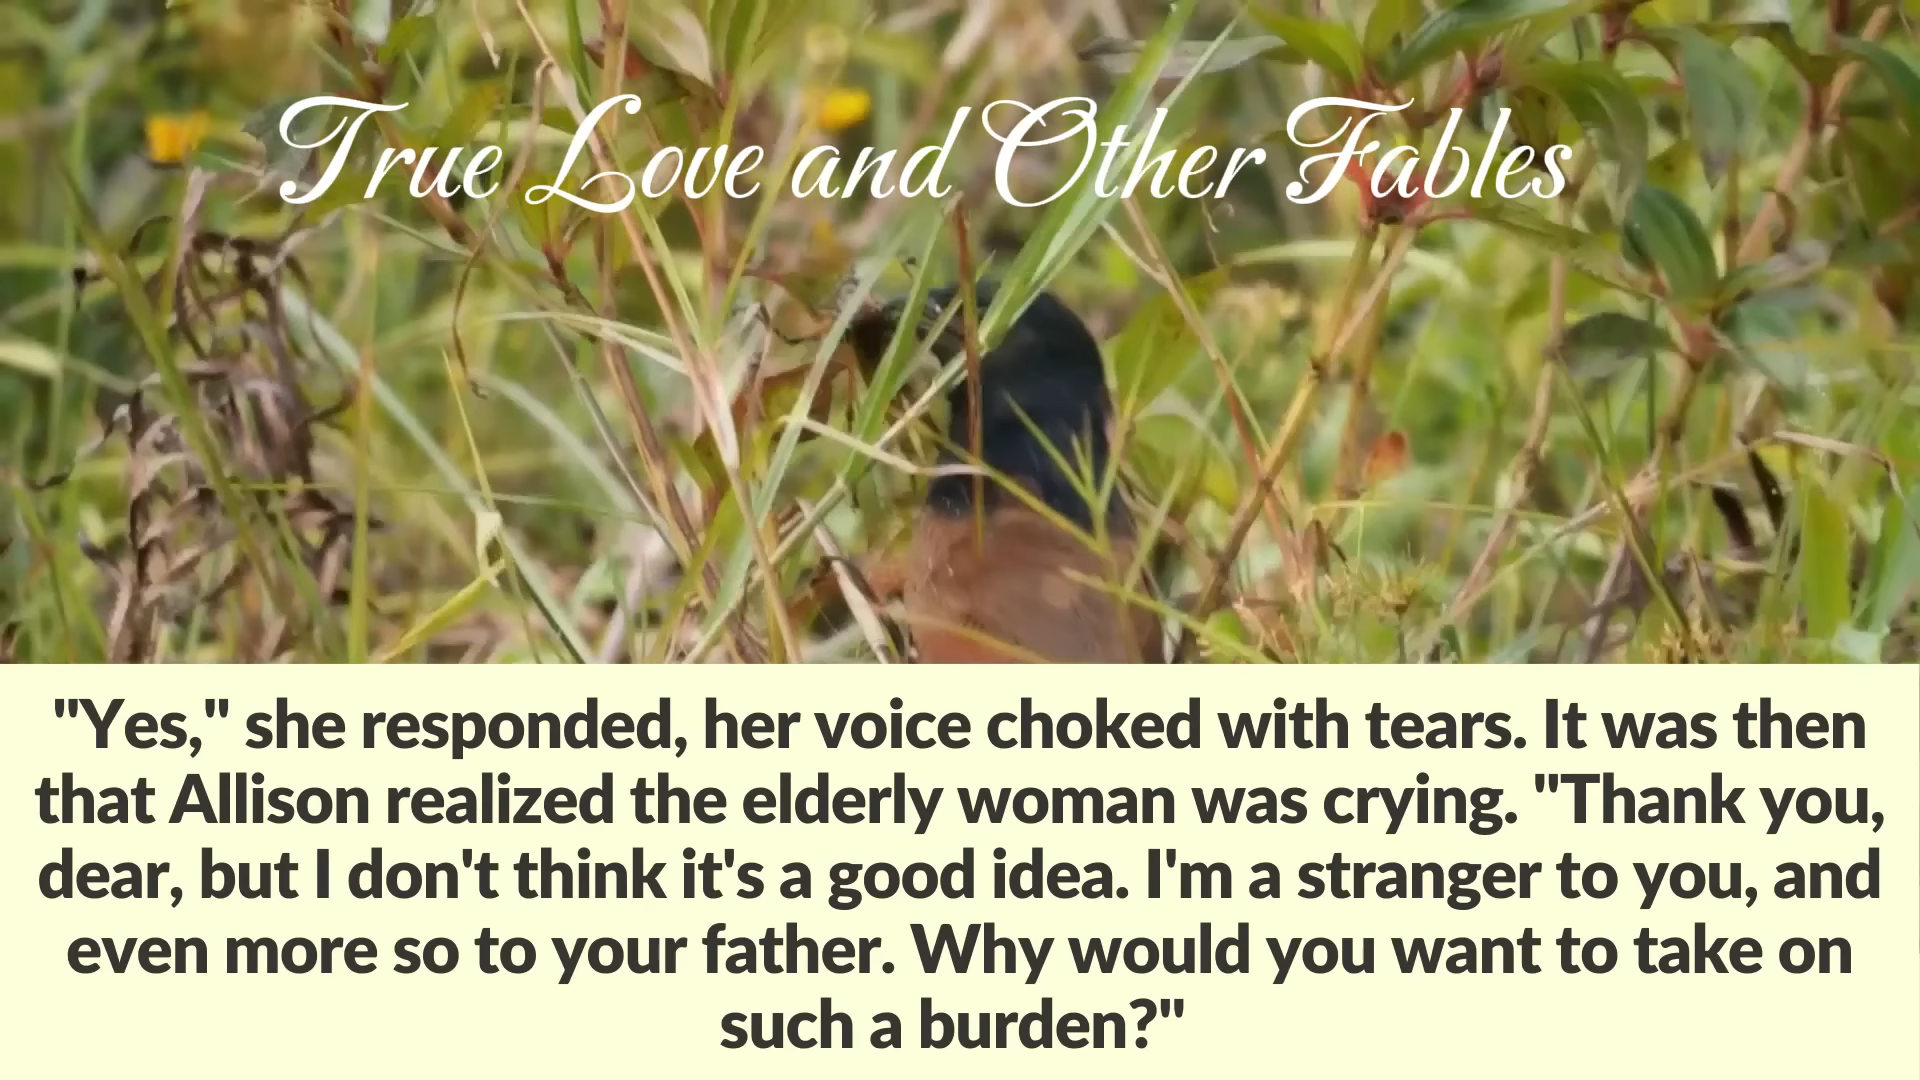 True Love and Other Fables
"Yes," she responded, her voice choked with tears. It was then
that Allison realized the elderly woman was crying. "Thank you,
dear, but I don't think it's a good idea. I'm a stranger to you, and
even more so to your father. Why would you want to take on
such a burden?"